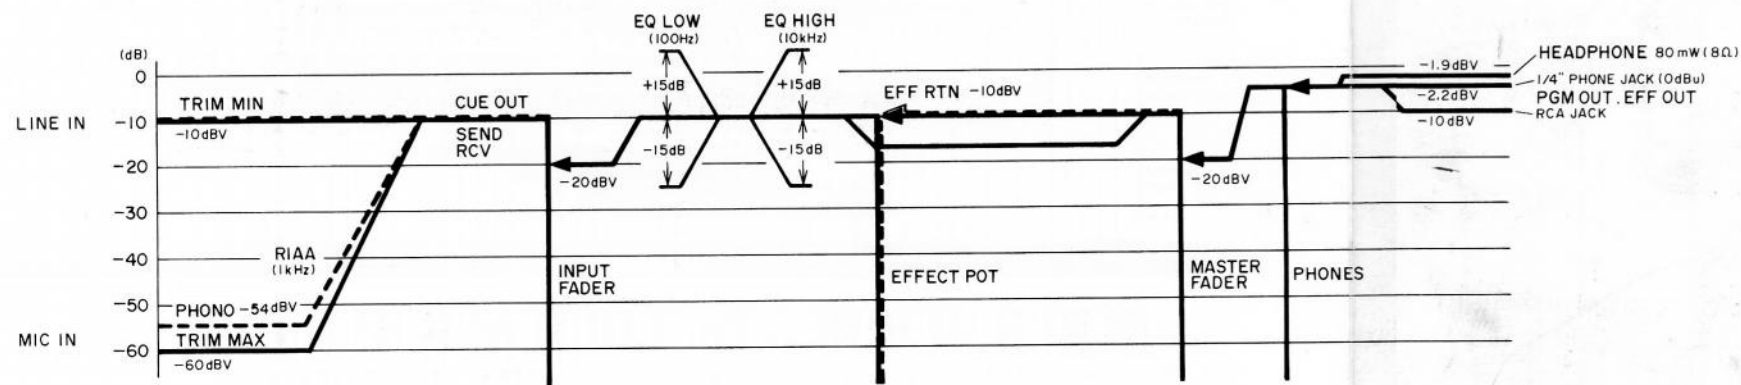 EQ LOW
(100Hz)
EQ HIGH
(10kHz)
(dB)
0
-10
-20
-30
-40
-50
-60
LINE IN
MIC IN
TRIM MIN
-10dBV
CUE OUT
SEND
RCV
RIAA
(1kHz)
PHONO -54dBV
TRIM MAX
-60dBV
-20dBV
INPUT
FADER
+15dB
-15dB
+15dB
-15dB
EFF RTN -10dBV
EFFECT POT
-20dBV
MASTER
FADER
PHONES
-1.9dBV
-2.2dBV
-10dBV
HEADPHONE 80mW(8Ω)
1/4" PHONE JACK (0dBu)
PGM OUT. EFF OUT
RCA JACK